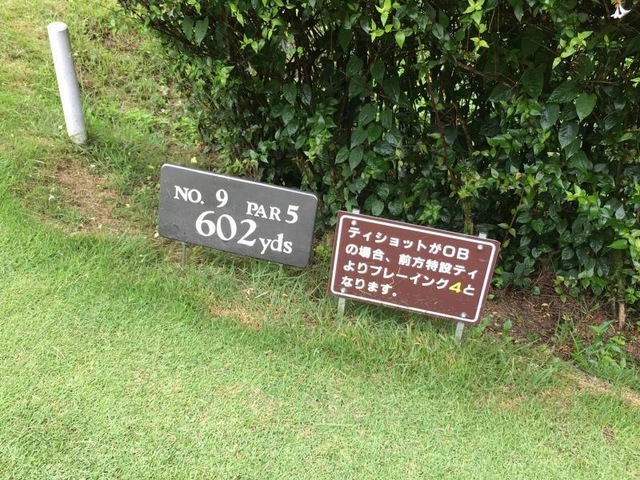 NO. 9 PAR 5
602yds
ティショットがOB
の場合、前方特設ティ
よりプレーイング4と
なります。